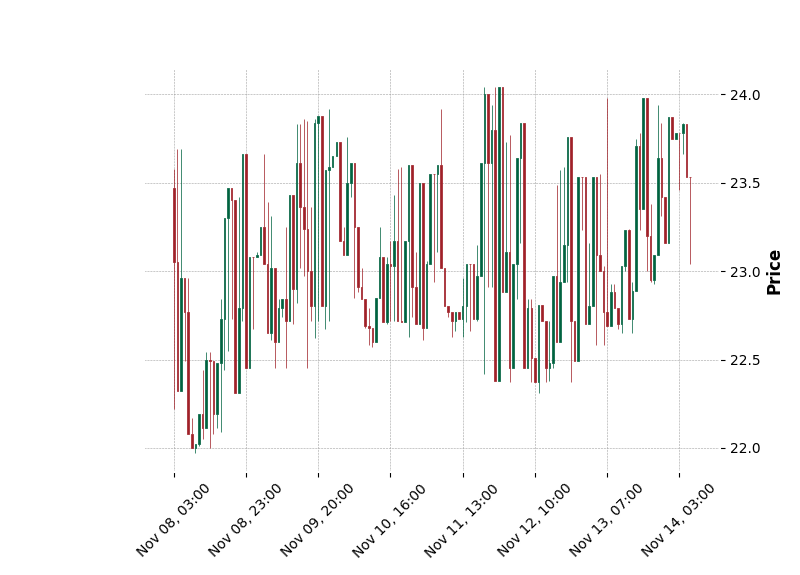 24.0
23.5
23.0
22.5
22.0
Price
Nov 08, 03:00
Nov 08, 23:00
Nov 09, 20:00
Nov 10, 16:00
Nov 11, 13:00
Nov 12, 10:00
Nov 13, 07:00
Nov 14, 03:00